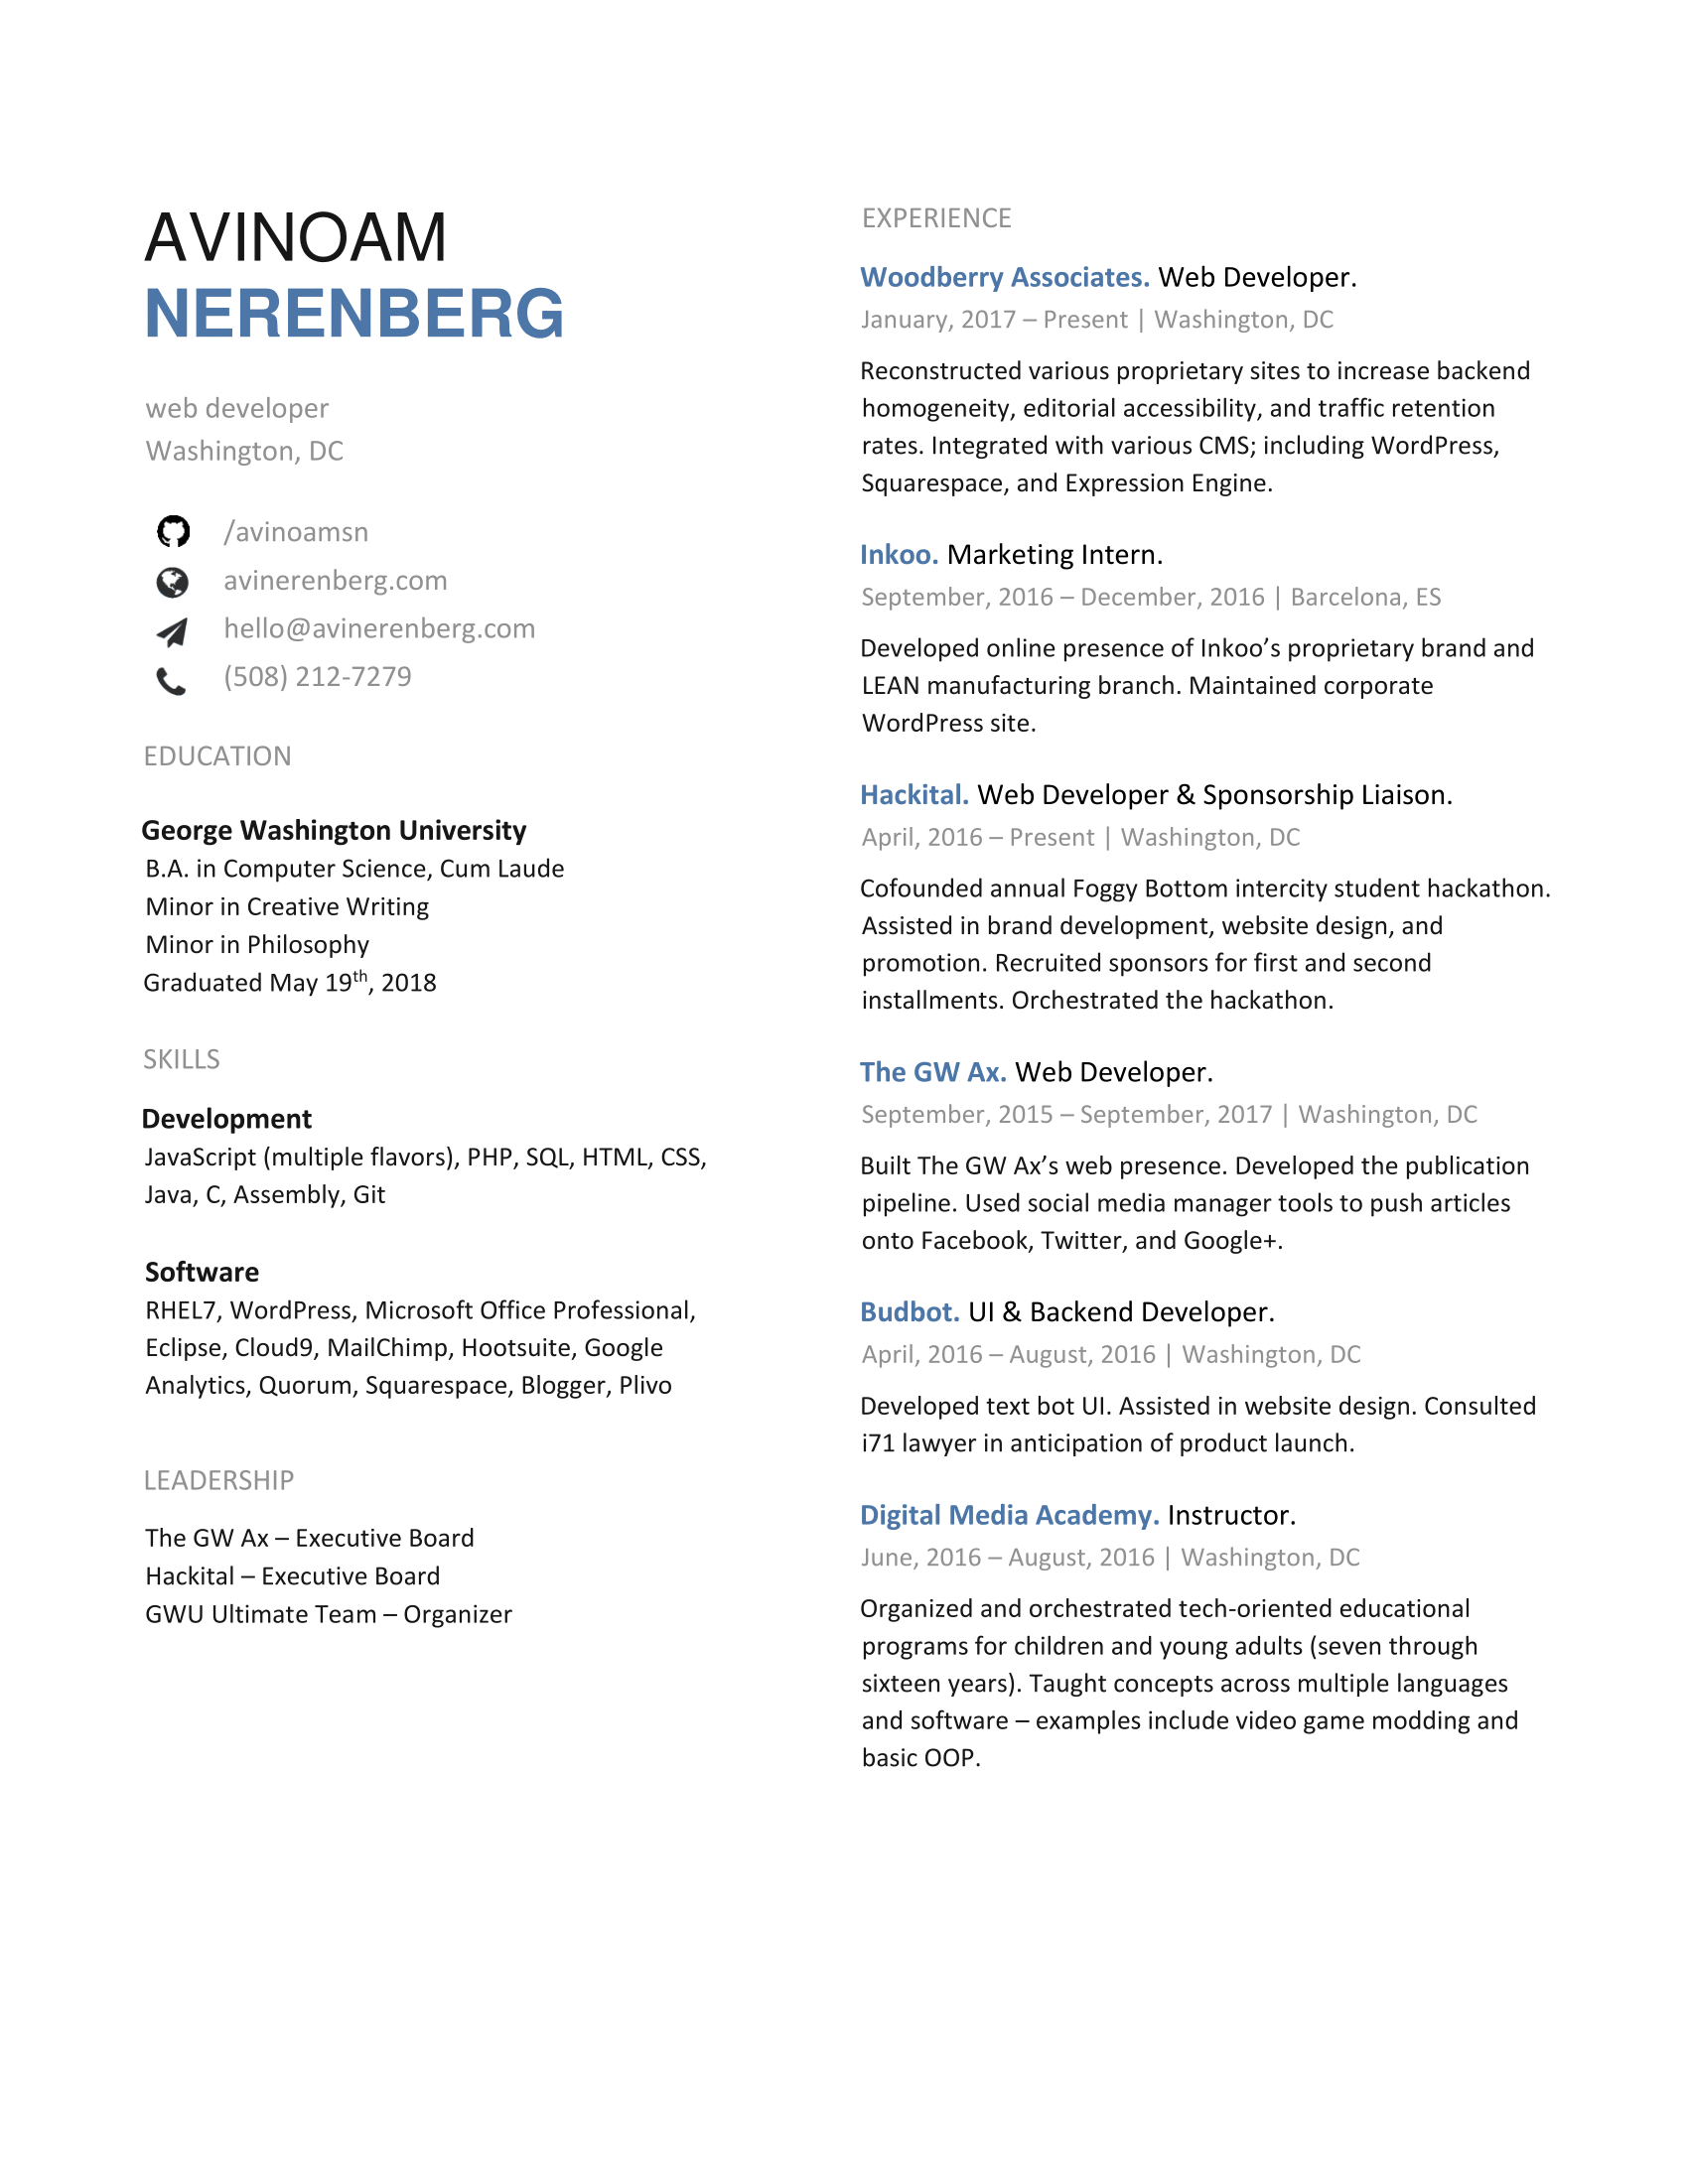 AVINOAM
NERENBERG
web developer
Washington, DC
/avinoamsn
avinerenberg.com
hello@avinerenberg.com
(508) 212-7279
EDUCATION
George Washington University
B.A. in Computer Science, Cum Laude
Minor in Creative Writing
Minor in Philosophy
Graduated May 19th, 2018
SKILLS
Development
JavaScript (multiple flavors), PHP, SQL, HTML, CSS,
Java, C, Assembly, Git
Software
RHEL7, WordPress, Microsoft Office Professional,
Eclipse, Cloud9, MailChimp, Hootsuite, Google
Analytics, Quorum, Squarespace, Blogger, Plivo
LEADERSHIP
The GW Ax – Executive Board
Hackital – Executive Board
GWU Ultimate Team – Organizer
EXPERIENCE
Woodberry Associates. Web Developer.
January, 2017 – Present | Washington, DC
Reconstructed various proprietary sites to increase backend
homogeneity, editorial accessibility, and traffic retention
rates. Integrated with various CMS; including WordPress,
Squarespace, and Expression Engine.
Inkoo. Marketing Intern.
September, 2016 – December, 2016 | Barcelona, ES
Developed online presence of Inkoo’s proprietary brand and
LEAN manufacturing branch. Maintained corporate
WordPress site.
Hackital. Web Developer & Sponsorship Liaison.
April, 2016 – Present | Washington, DC
Cofounded annual Foggy Bottom intercity student hackathon.
Assisted in brand development, website design, and
promotion. Recruited sponsors for first and second
installments. Orchestrated the hackathon.
The GW Ax. Web Developer.
September, 2015 – September, 2017 | Washington, DC
Built The GW Ax’s web presence. Developed the publication
pipeline. Used social media manager tools to push articles
onto Facebook, Twitter, and Google+.
Budbot. UI & Backend Developer.
April, 2016 – August, 2016 | Washington, DC
Developed text bot UI. Assisted in website design. Consulted
i71 lawyer in anticipation of product launch.
Digital Media Academy. Instructor.
June, 2016 – August, 2016 | Washington, DC
Organized and orchestrated tech-oriented educational
programs for children and young adults (seven through
sixteen years). Taught concepts across multiple languages
and software – examples include video game modding and
basic OOP.